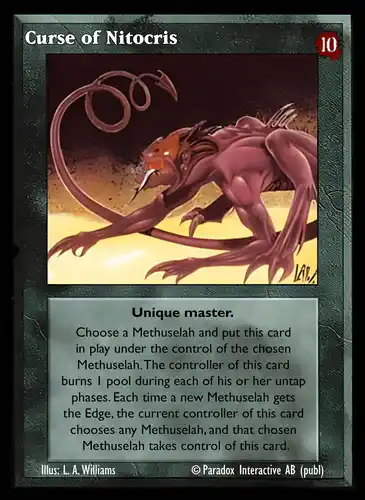 Curse of Nitocris
10
LAW.
Unique master.
Choose a Methuselah and put this card
in play under the control of the chosen
Methuselah. The controller of this card
burns 1 pool during each of his or her untap
phases. Each time a new Methuselah gets
the Edge, the current controller of this card
chooses any Methuselah, and that chosen
Methuselah takes control of this card.
Illus: L. A. Williams
© Paradox Interactive AB (publ)